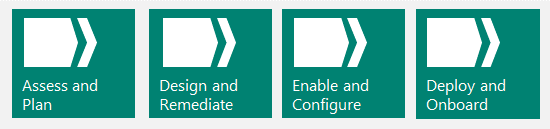 Assess and
Plan
Design and
Remediate
Enable and
Configure
Deploy and
Onboard